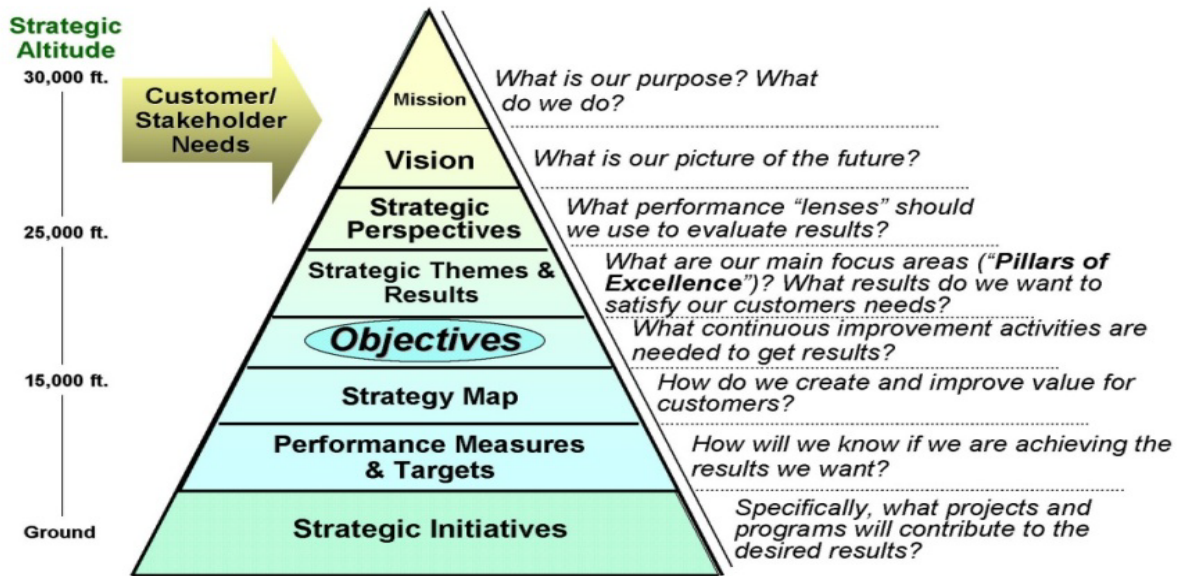 Strategic
Altitude
30,000 ft.
25,000 ft.
15,000 ft.
Ground
Customer/
Stakeholder
Needs
Mission
What is our purpose? What
do we do?
Vision
What is our picture of the future?
Strategic
Perspectives
What performance “lenses” should
we use to evaluate results?
Strategic Themes &
Results
What are our main focus areas (“Pillars of
Excellence”)? What results do we want to
satisfy our customers needs?
Objectives
What continuous improvement activities are
needed to get results?
Strategy Map
How do we create and improve value for
customers?
Performance Measures
& Targets
How will we know if we are achieving the
results we want?
Strategic Initiatives
Specifically, what projects and
programs will contribute to the
desired results?